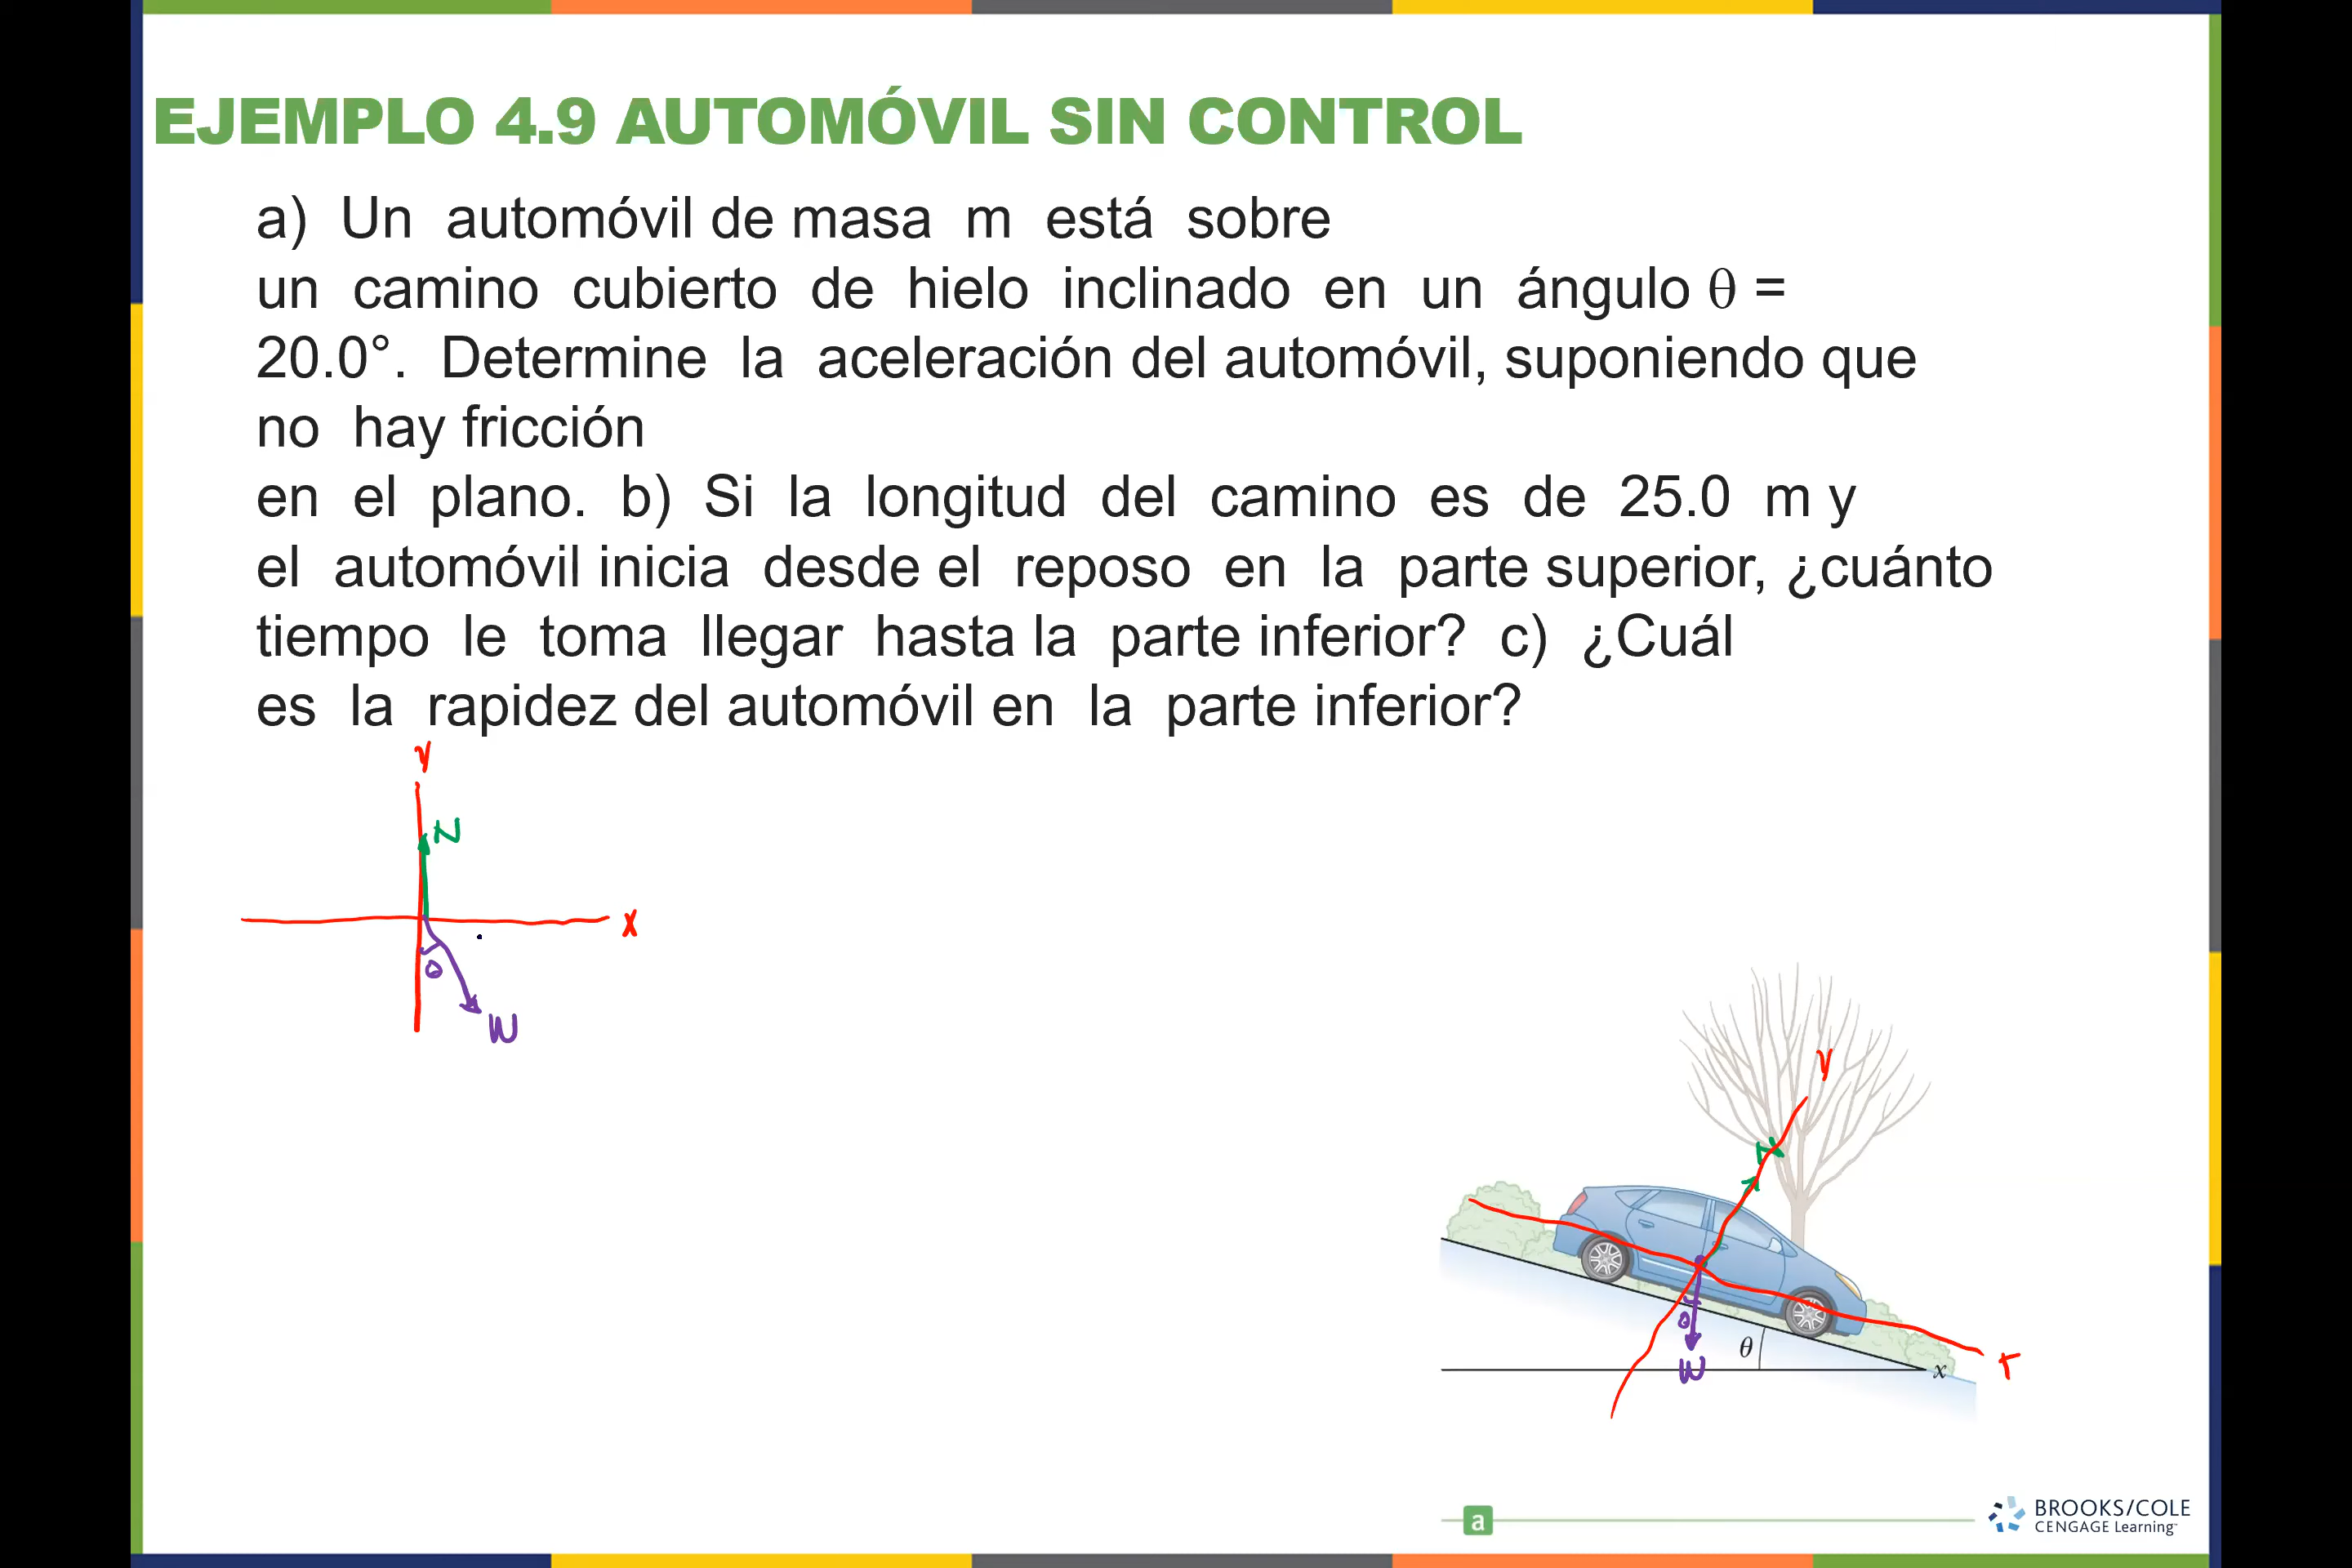 EJEMPLO 4.9 AUTOMÓVIL SIN CONTROL
a) Un automóvil de masa m está sobre
un camino cubierto de hielo inclinado en un ángulo θ =
20.0°. Determine la aceleración del automóvil, suponiendo que
no hay fricción
en el plano. b) Si la longitud del camino es de 25.0 m y
el automóvil inicia desde el reposo en la parte superior, ¿cuánto
tiempo le toma llegar hasta la parte inferior? c) ¿Cuál
es la rapidez del automóvil en la parte inferior?
y
N
x
θ
W
y
N
θ
W
θ
x
a
BROOKS/COLE
CENGAGE Learning™